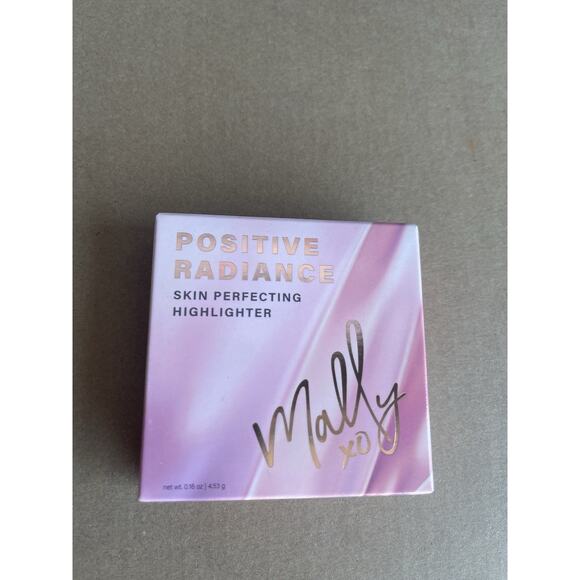 POSITIVE
RADIANCE
SKIN PERFECTING
HIGHLIGHTER
Mally
xo
net wt. 0.16 oz | 4.53 g